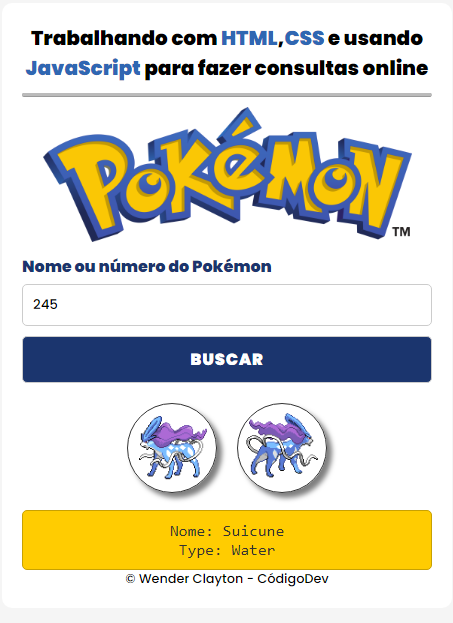 Trabalhando com HTML,CSS e usando
JavaScript para fazer consultas online
POKéMON
TM
Nome ou número do Pokémon
245
BUSCAR
Nome: Suicune
Type: Water
© Wender Clayton - CódigoDev